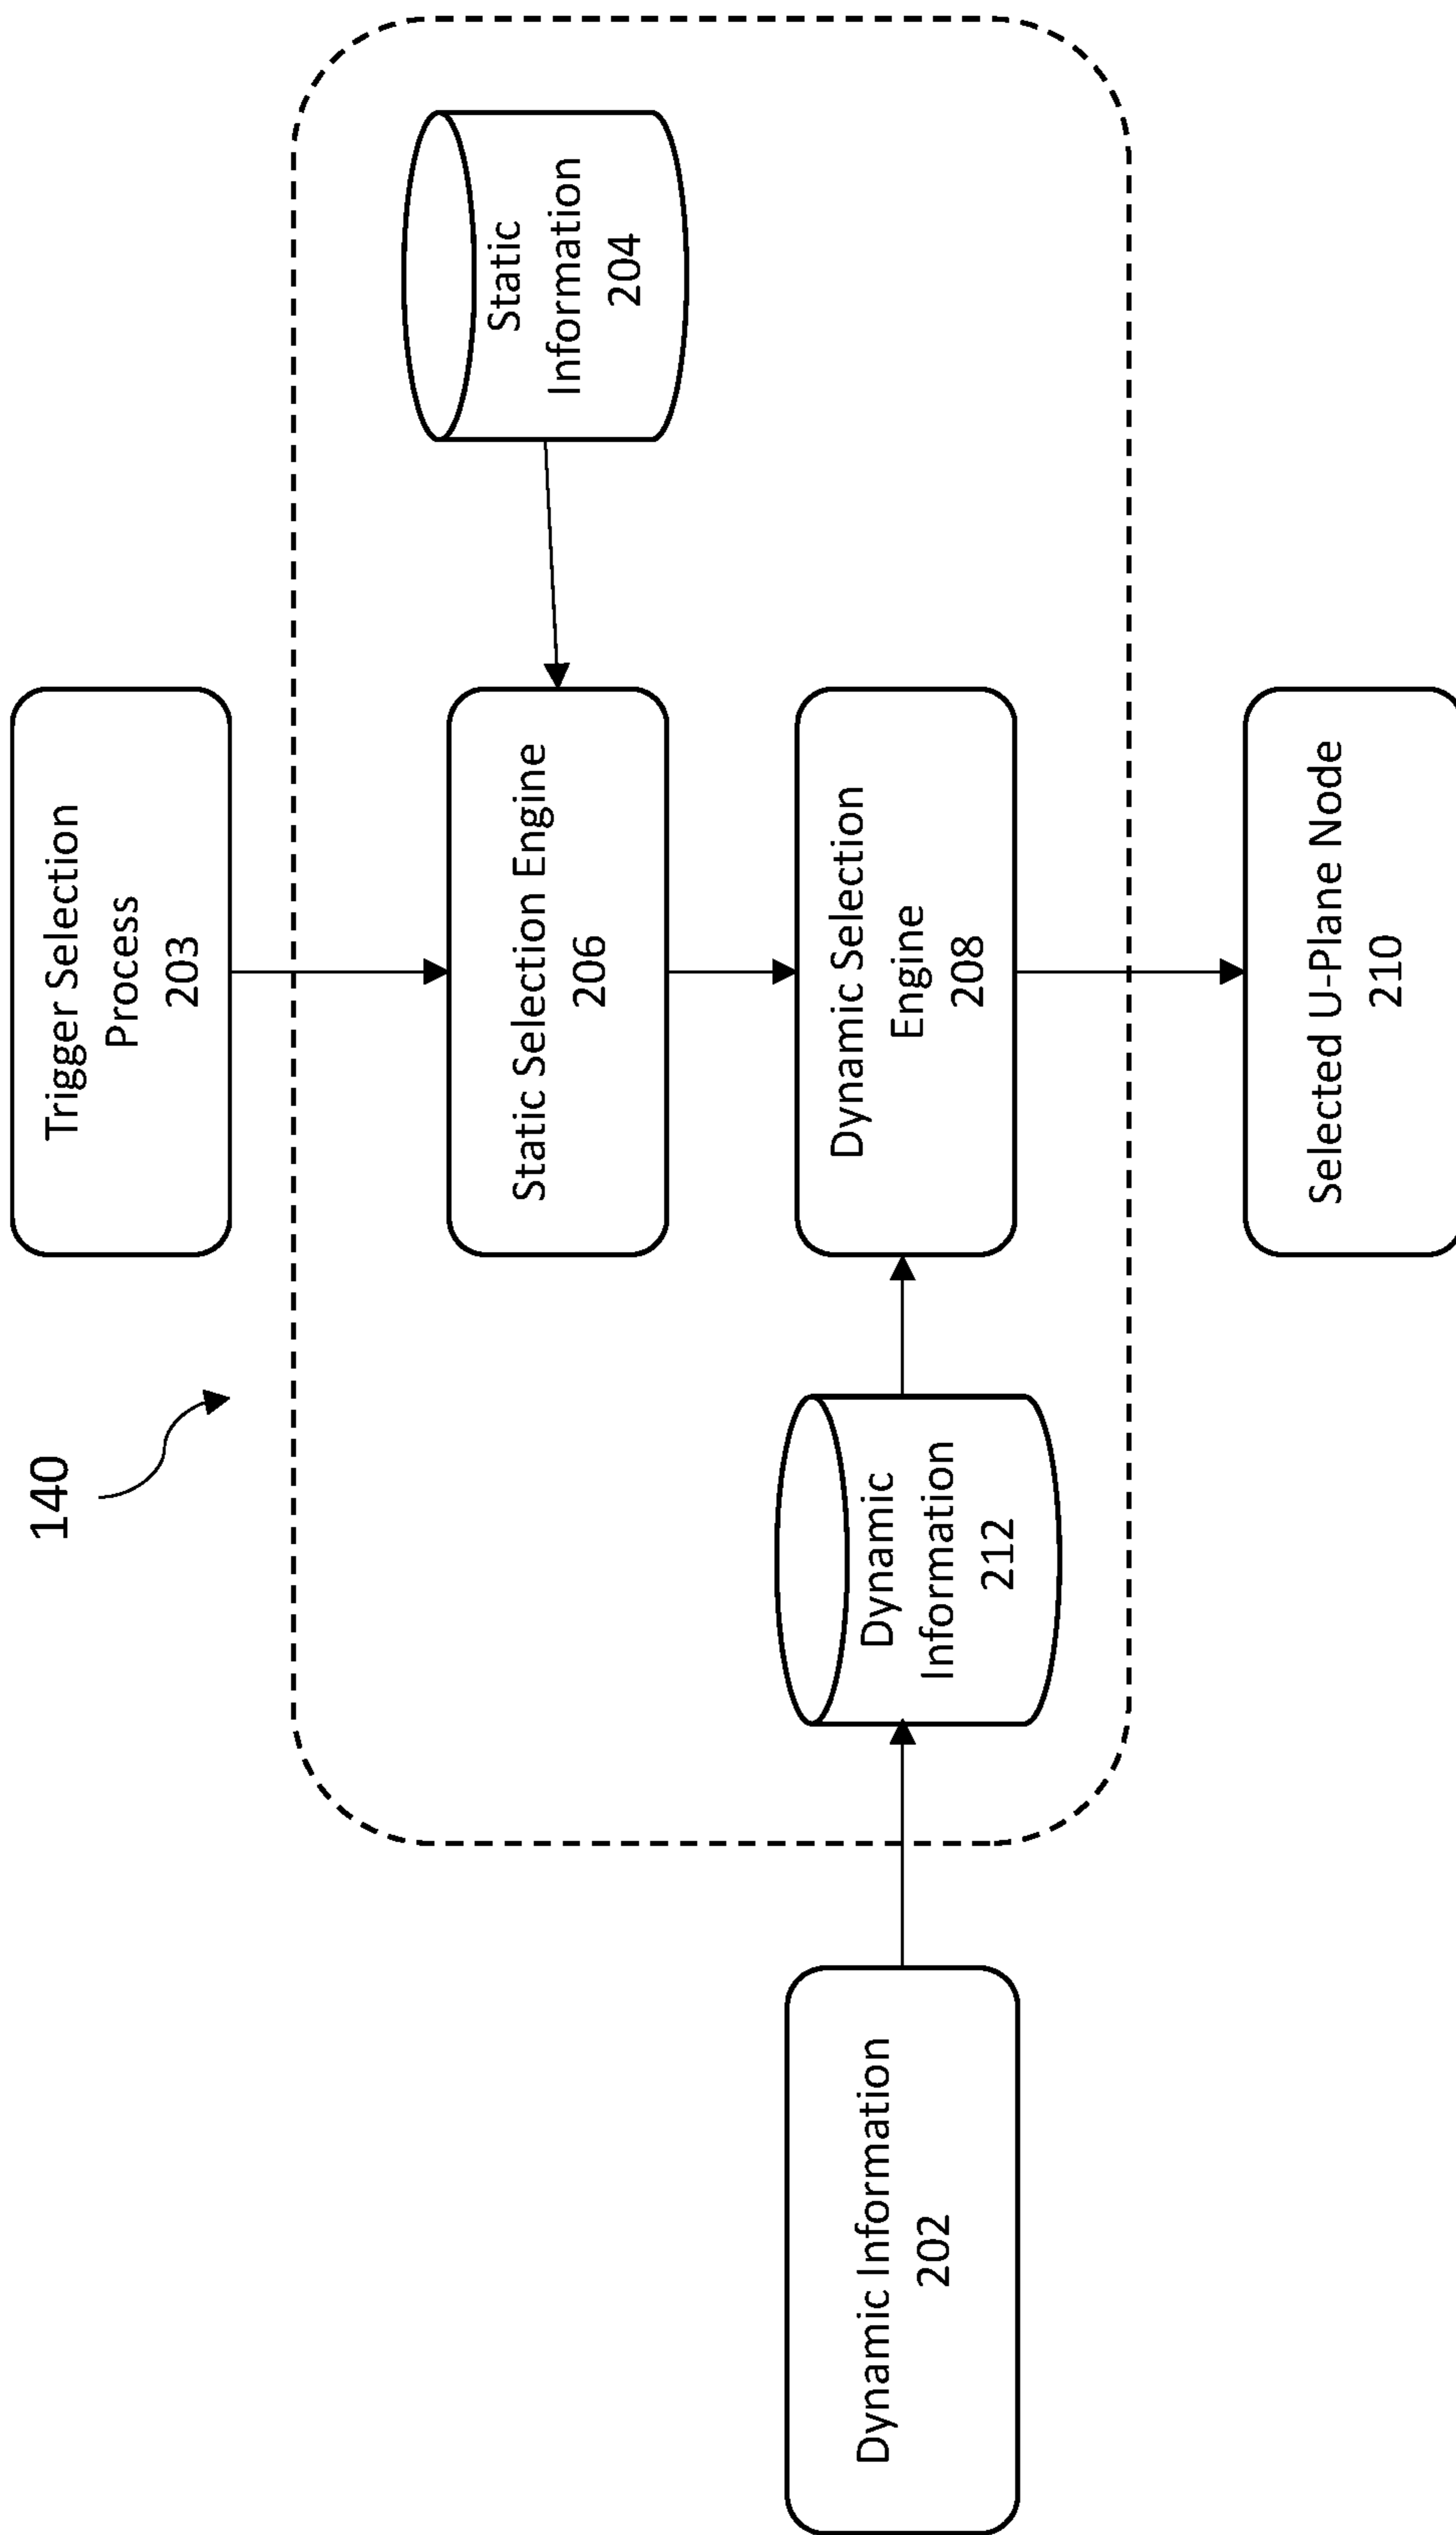 140
Trigger Selection
Process
203
Static Selection Engine
206
Static
Information
204
Dynamic Information
202
Dynamic
Information
212
Dynamic Selection
Engine
208
Selected U-Plane Node
210